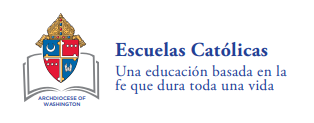 ARCHDIOCESE OF
WASHINGTON
Escuelas Católicas
Una educación basada en la
fe que dura toda una vida